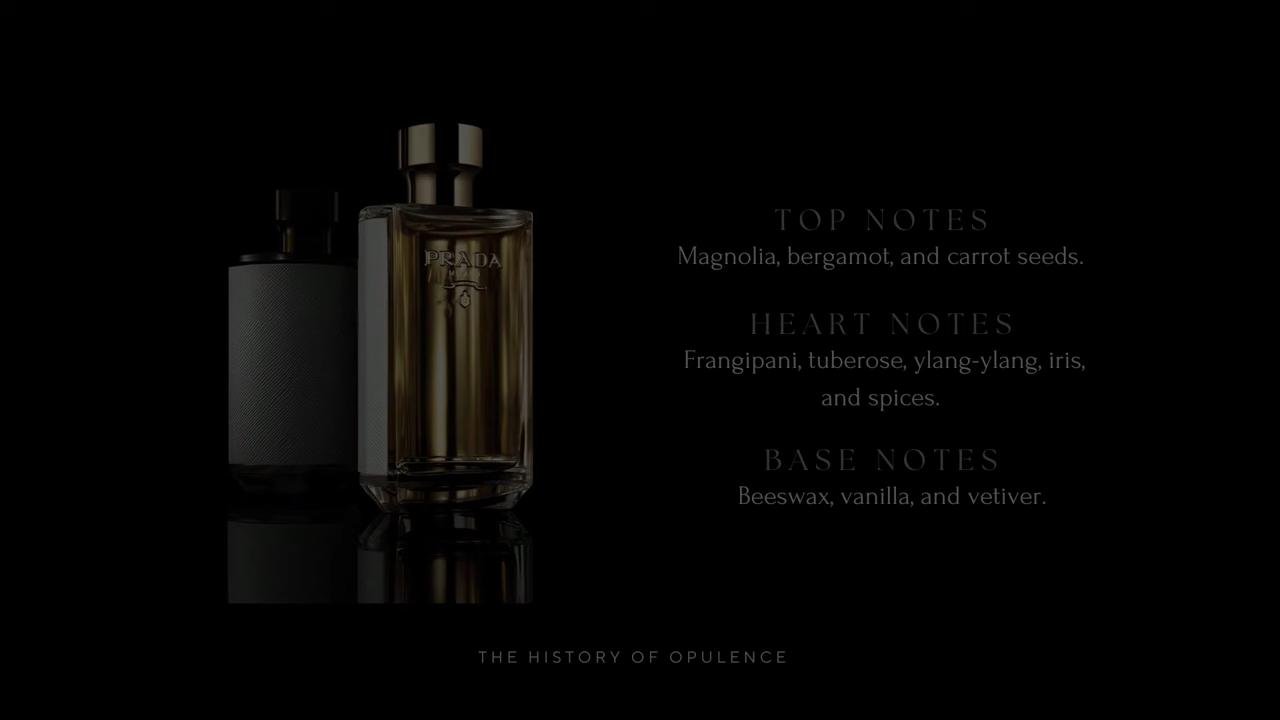 PRADA
TOP NOTES
Magnolia, bergamot, and carrot seeds.
HEART NOTES
Frangipani, tuberose, ylang-ylang, iris,
and spices.
BASE NOTES
Beeswax, vanilla, and vetiver.
THE HISTORY OF OPULENCE